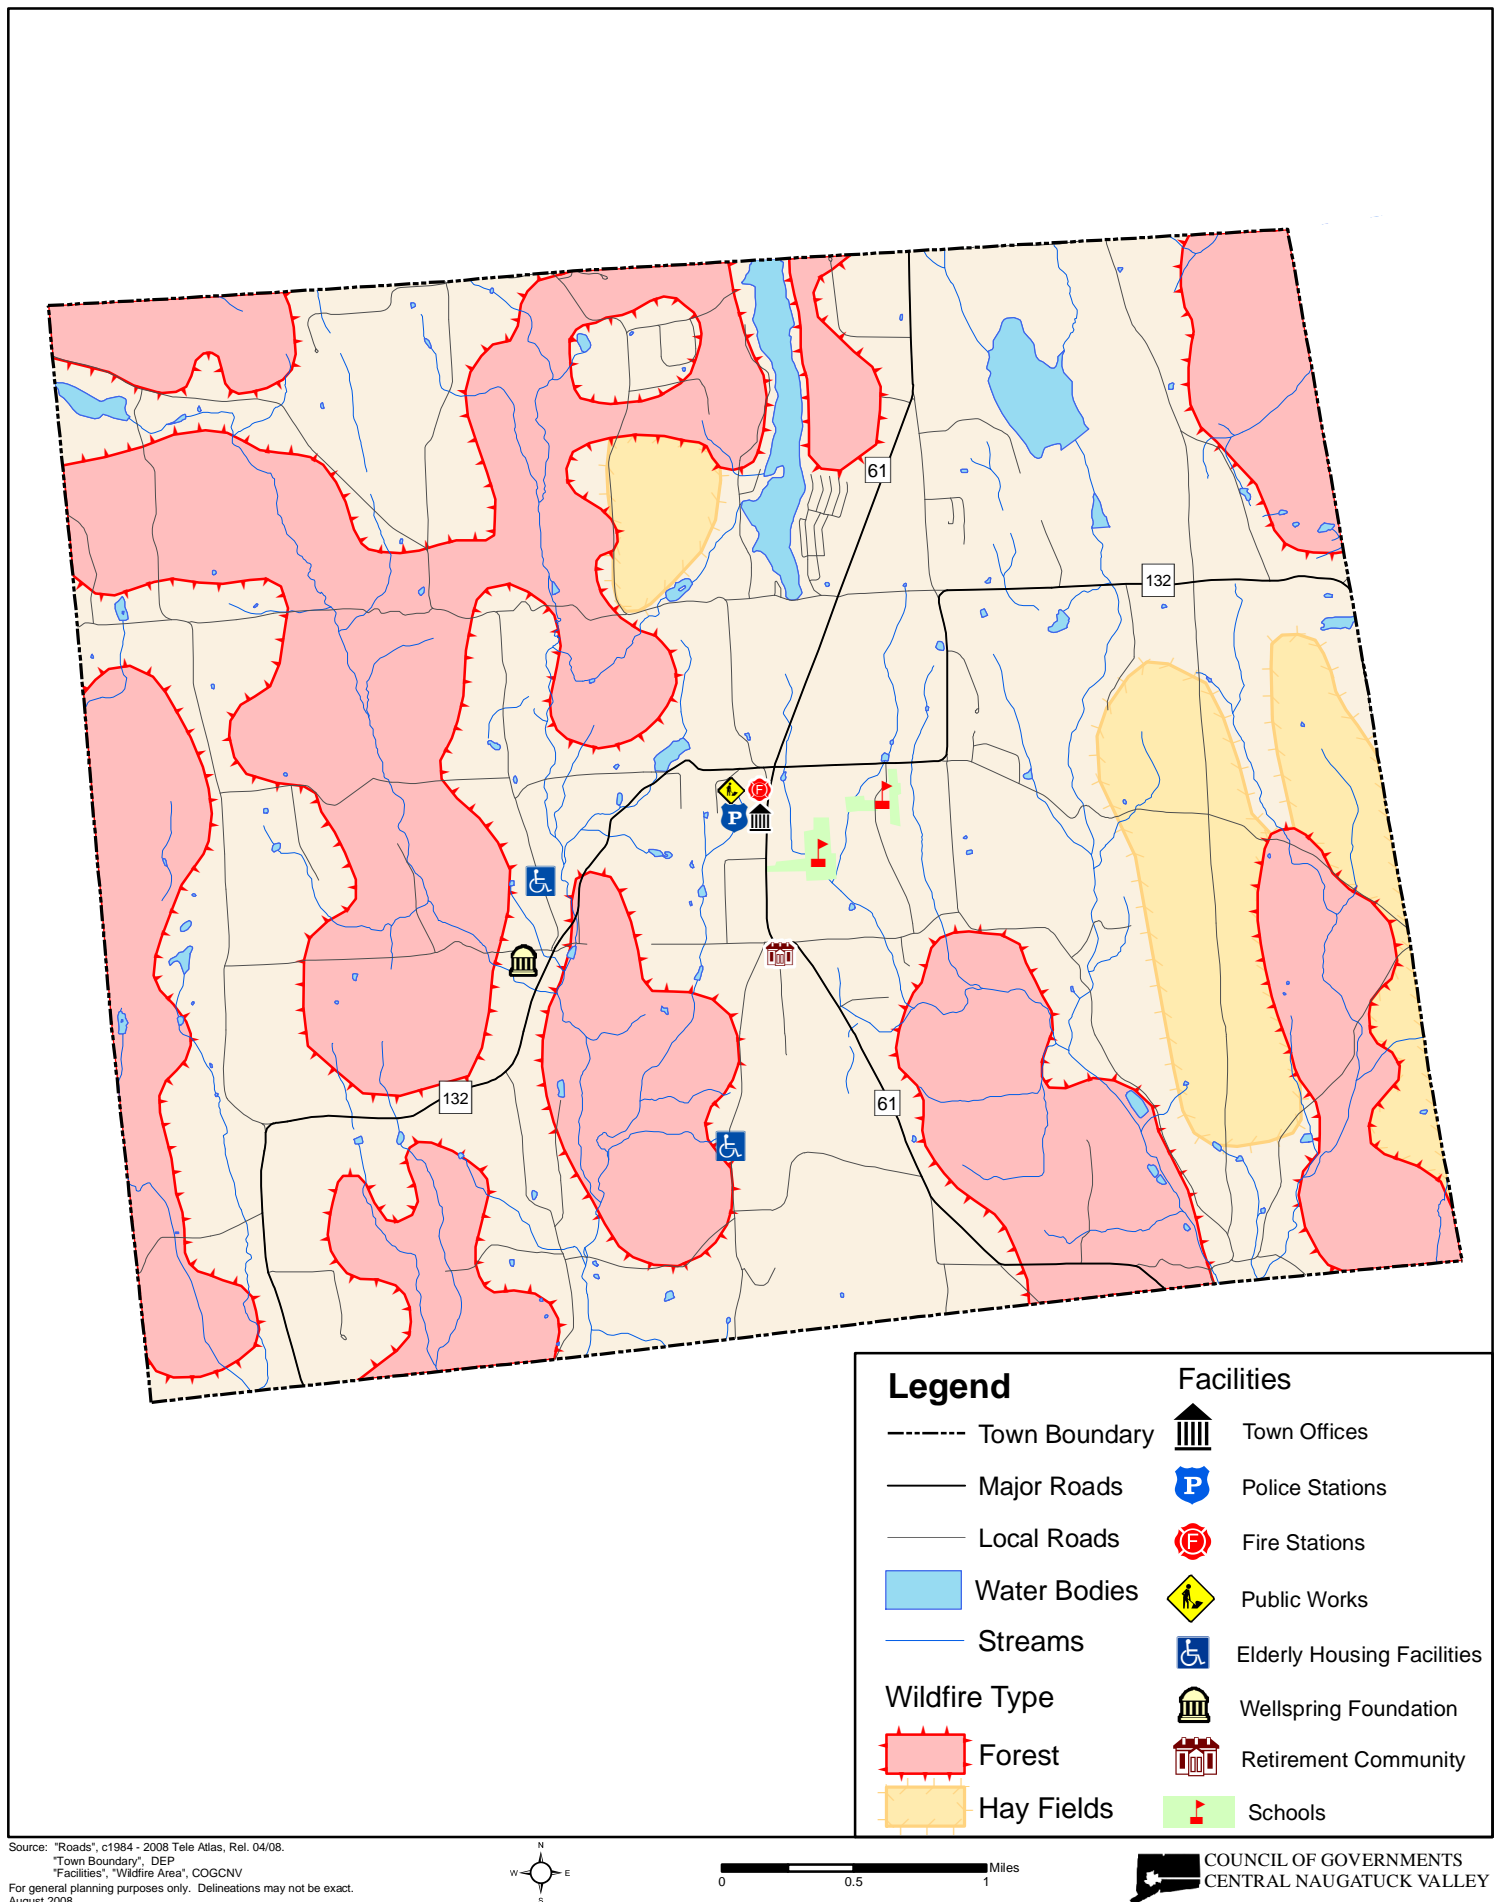 61
132
P
F
61
132
Legend
Town Boundary
Major Roads
Local Roads
Water Bodies
Streams
Wildfire Type
Forest
Hay Fields
Facilities
Town Offices
P Police Stations
F Fire Stations
Public Works
Elderly Housing Facilities
Wellspring Foundation
Retirement Community
Schools
Source: "Roads", c1984 - 2008 Tele Atlas, Rel. 04/08.
"Town Boundary", DEP
"Facilities", "Wildfire Area", COGCNV
For general planning purposes only. Delineations may not be exact.
August 2008
N
W E
S
Miles
0 0.5 1
COUNCIL OF GOVERNMENTS
CENTRAL NAUGATUCK VALLEY